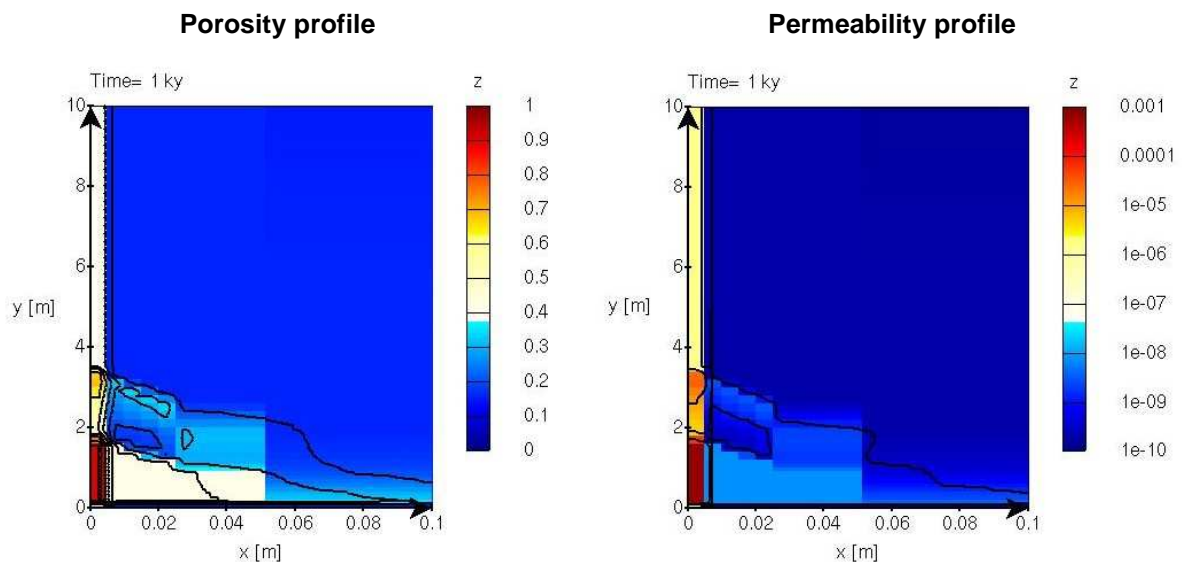 Porosity profile
Permeability profile
Time= 1 ky
z
10
8
6
4
2
0
y [m]
0
0.02
0.04
0.06
0.08
0.1
x [m]
1
0.9
0.8
0.7
0.6
0.5
0.4
0.3
0.2
0.1
0
Time= 1 ky
z
10
8
6
4
2
0
y [m]
0
0.02
0.04
0.06
0.08
0.1
x [m]
0.001
0.0001
1e-05
1e-06
1e-07
1e-08
1e-09
1e-10